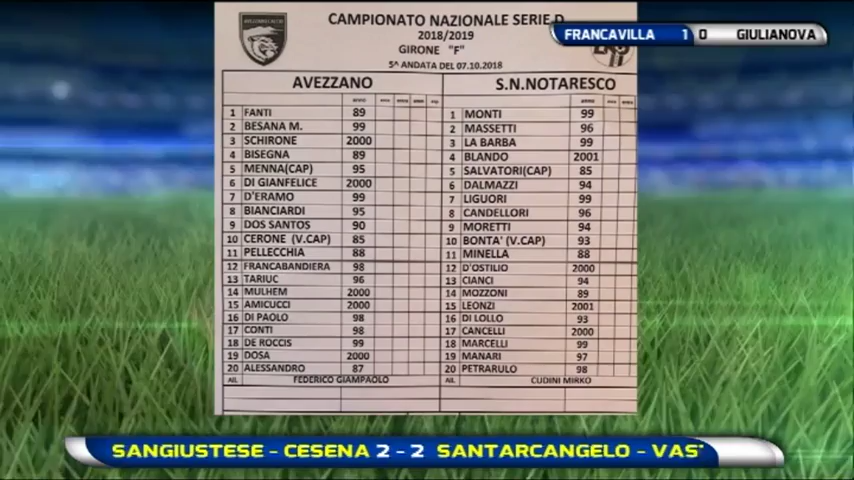 AVEZZANO CALCIO
CAMPIONATO NAZIONALE SERIE D
2018/2019
GIRONE "F"
5^ ANDATA DEL 07.10.2018
FRANCAVILLA 1 0 GIULIANOVA
AVEZZANO S.N.NOTARESCO
anno anno
1 FANTI 89 1 MONTI 99
2 BESANA M. 99 2 MASSETTI 96
3 SCHIRONE 2000 3 LA BARBA 99
4 BISEGNA 89 4 BLANDO 2001
5 MENNA(CAP) 95 5 SALVATORI(CAP) 85
6 DI GIANFELICE 2000 6 DALMAZZI 94
7 D'ERAMO 99 7 LIGUORI 99
8 BIANCIARDI 95 8 CANDELLORI 96
9 DOS SANTOS 90 9 MORETTI 94
10 CERONE (V.CAP) 85 10 BONTA' (V.CAP) 93
11 PELLECCHIA 88 11 MINELLA 88
12 FRANCABANDIERA 98 12 D'OSTILIO 2000
13 TARIUC 96 13 CIANCI 94
14 MULHEM 2000 14 MOZZONI 89
15 AMICUCCI 2000 15 LEONZI 2001
16 DI PAOLO 98 16 DI LOLLO 93
17 CONTI 98 17 CANCELLI 2000
18 DE ROCCIS 99 18 MARCELLI 99
19 DOSA 2000 19 MANARI 97
20 ALESSANDRO 87 20 PETRARULO 98
All. FEDERICO GIAMPAOLO All. CUDINI MIRKO
SANGIUSTESE - CESENA 2 - 2 SANTARCANGELO - VAST